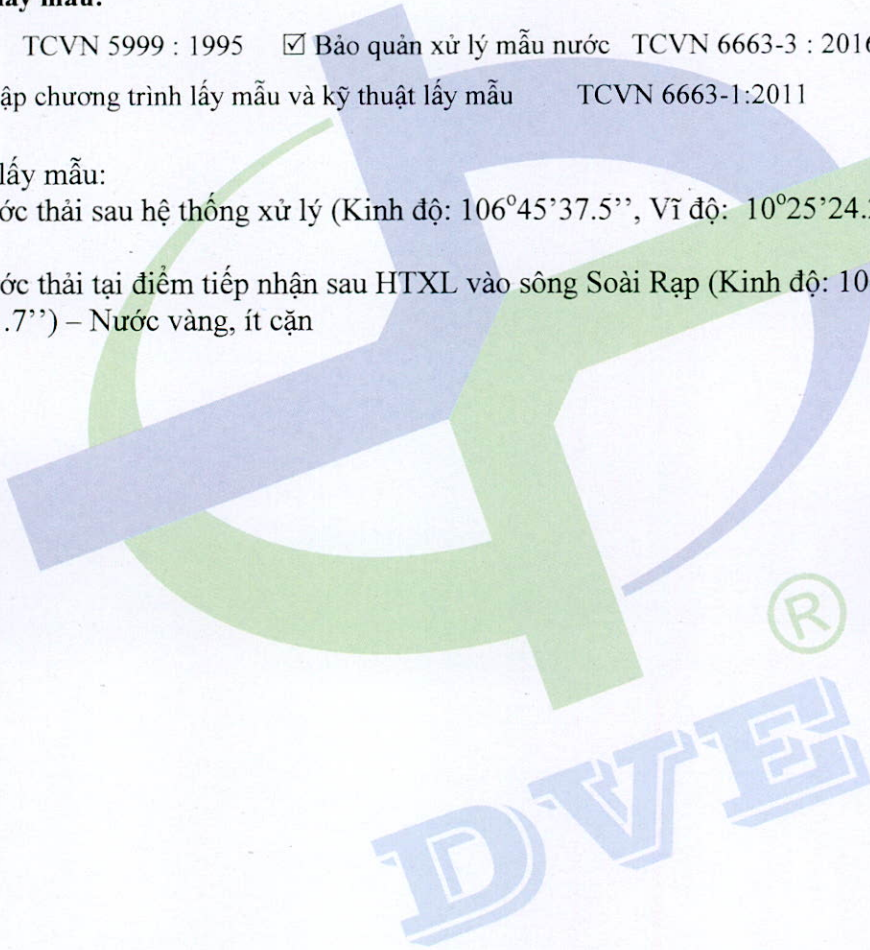 lấy mẫu:
TCVN 5999 : 1995 ☑ Bảo quản xử lý mẫu nước TCVN 6663-3 : 2016
ập chương trình lấy mẫu và kỹ thuật lấy mẫu TCVN 6663-1:2011
lấy mẫu:
ớc thải sau hệ thống xử lý (Kinh độ: 106°45'37.5'', Vĩ độ: 10°25'24.
ớc thải tại điểm tiếp nhận sau HTXL vào sông Soài Rạp (Kinh độ: 10
.7'') – Nước vàng, ít cặn
®
DVE